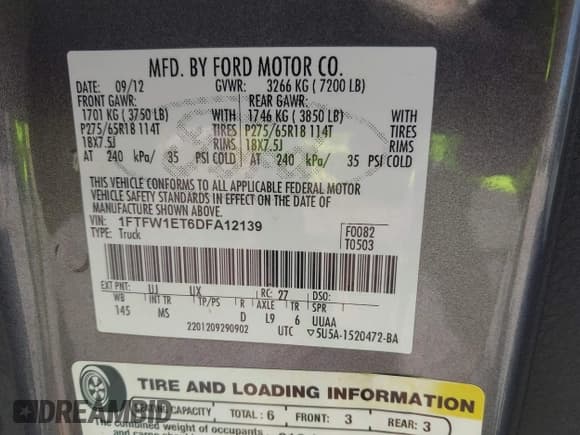 MFD. BY FORD MOTOR CO.
DATE: 09/12 GVWR: 3266 KG ( 7200 LB)
FRONT GAWR: REAR GAWR:
1701 KG ( 3750 LB) WITH 1746 KG ( 3850 LB) WITH
P275/65R18 114T TIRES P275/65R18 114T TIRES
18X7.5J RIMS 18X7.5J RIMS
AT 240 kPa/ 35 PSI COLD AT 240 kPa/ 35 PSI COLD
THIS VEHICLE CONFORMS TO ALL APPLICABLE FEDERAL MOTOR
VEHICLE SAFETY STANDARDS IN EFFECT ON THE DATE OF
MANUFACTURE SHOWN ABOVE.
VIN: 1FTFW1ET6DFA12139 F0082
TYPE: Truck T0503
EXT PNT: UJ UX RC: 27 DSO:
WB INT TR TP/PS R AXLE TR SPR
145 MS D L9 6 UUAA
2201209290902 UTC ▽5U5A-1520472-BA
TIRE AND LOADING INFORMATION
SEATING CAPACITY TOTAL : 6 FRONT: 3 REAR: 3
The combined weight of occupants
DREAMBID